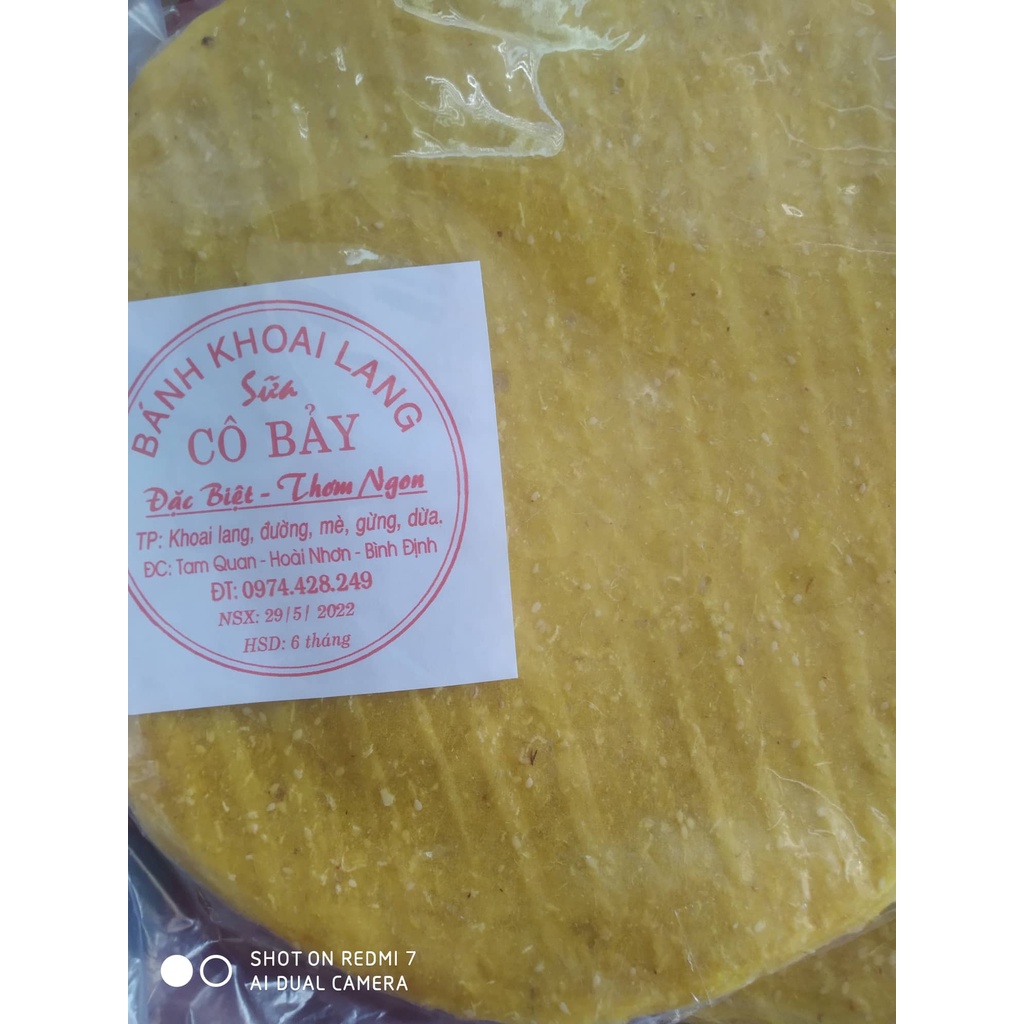 BÁNH KHOAI LANG
Sữa
CÔ BẢY
Đặc Biệt - Thơm Ngon
TP: Khoai lang, đường, mè, gừng, dừa.
ĐC: Tam Quan - Hoài Nhơn - Bình Định
ĐT: 0974.428.249
NSX: 29/5/ 2022
HSD: 6 tháng
SHOT ON REDMI 7
AI DUAL CAMERA